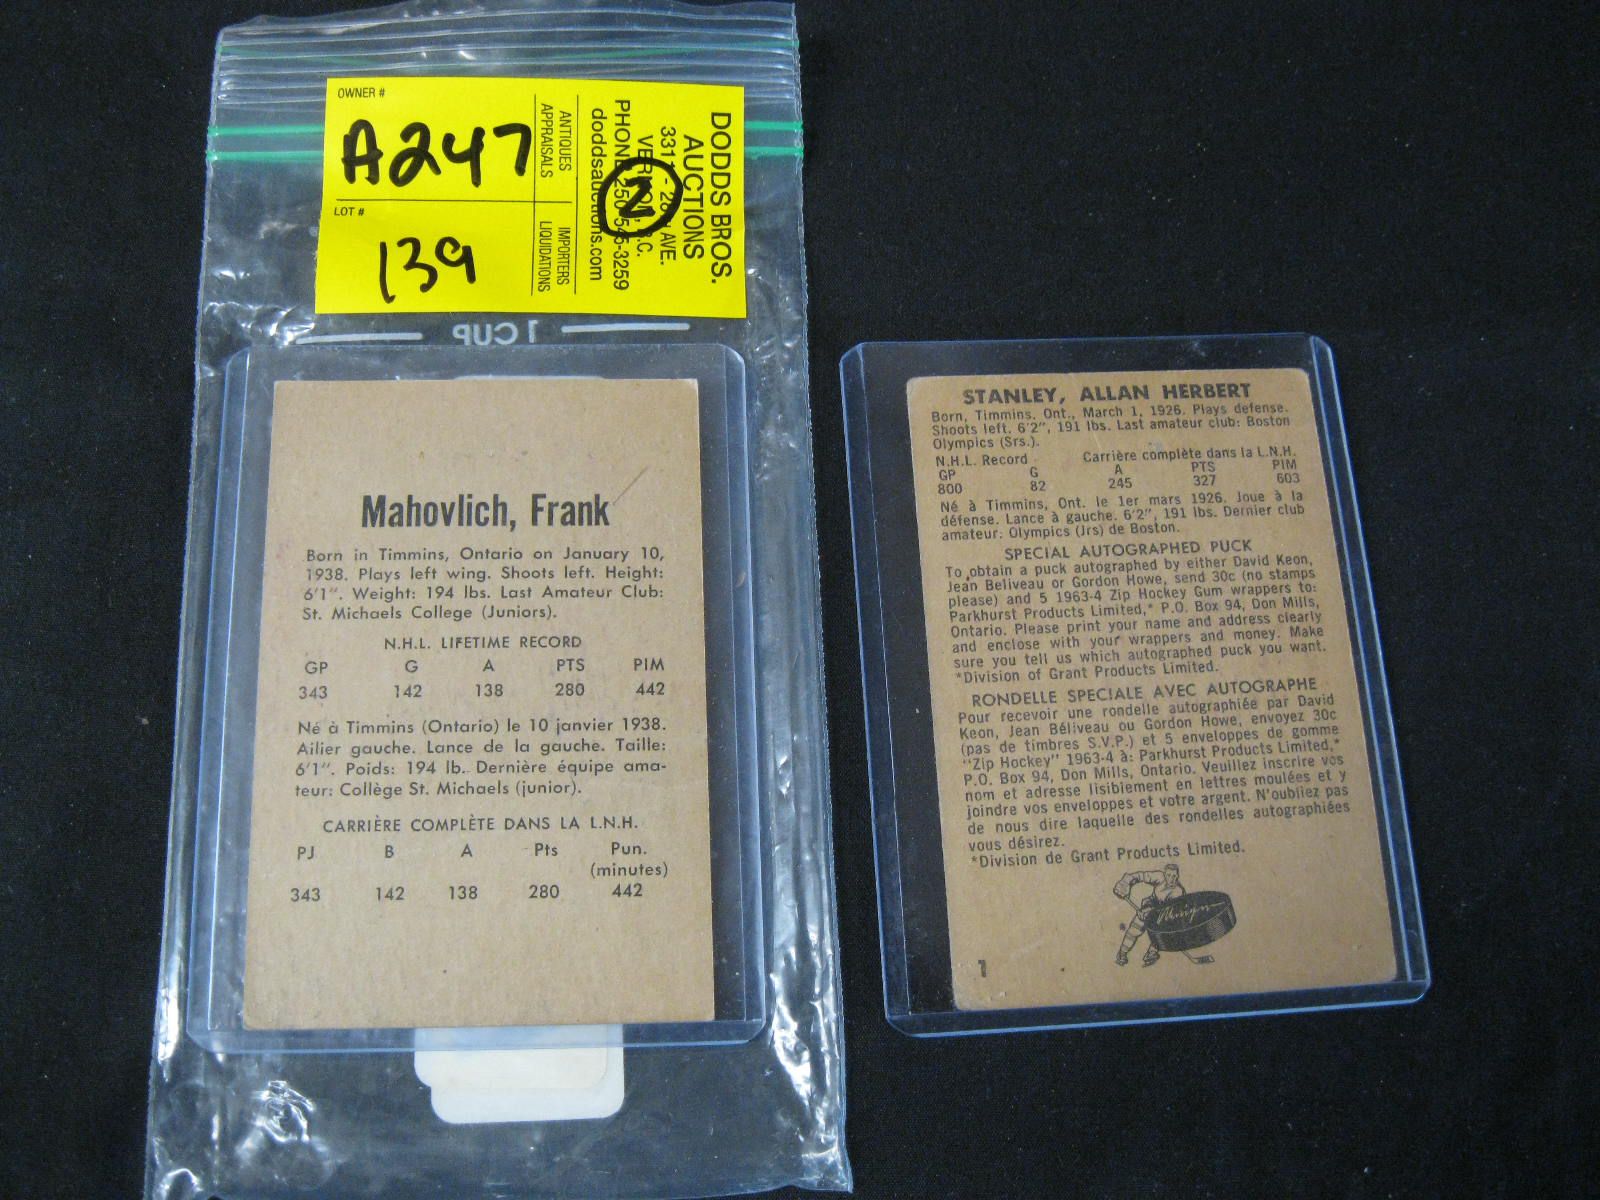 OWNER #
A247
LOT #
139
ANTIQUES
APPRAISALS
IMPORTERS
LIQUIDATIONS
DODDS BROS.
AUCTIONS
AVE.
PHONE 250-545-3259
doddsauctions.com
2
1 CUP
Mahovlich, Frank
Born in Timmins, Ontario on January 10,
1938. Plays left wing. Shoots left. Height:
6'1". Weight: 194 lbs. Last Amateur Club:
St. Michaels College (Juniors).
N.H.L. LIFETIME RECORD
GP G A PTS PIM
343 142 138 280 442
Né à Timmins (Ontario) le 10 janvier 1938.
Ailier gauche. Lance de la gauche. Taille:
6'1". Poids: 194 lb. Dernière équipe ama-
teur: Collège St. Michaels (junior).
CARRIÈRE COMPLÈTE DANS LA L.N.H.
PJ B A Pts Pun.
(minutes)
343 142 138 280 442
STANLEY, ALLAN HERBERT
Born, Timmins, Ont., March 1, 1926. Plays defense.
Shoots left. 6'2", 191 lbs. Last amateur club: Boston
Olympics (Srs.).
N.H.L. Record Carrière complète dans la L.N.H.
GP G A PTS PIM
800 82 245 327 603
Né à Timmins, Ont. le 1er mars 1926. Joue à la
défense. Lance à gauche. 6'2", 191 lbs. Dernier club
amateur: Olympics (Jrs) de Boston.
SPECIAL AUTOGRAPHED PUCK
To obtain a puck autographed by either David Keon,
Jean Beliveau or Gordon Howe, send 30c (no stamps
please) and 5 1963-4 Zip Hockey Gum wrappers to:
Parkhurst Products Limited,* P.O. Box 94, Don Mills,
Ontario. Please print your name and address clearly
and enclose with your wrappers and money. Make
sure you tell us which autographed puck you want.
*Division of Grant Products Limited.
RONDELLE SPECIALE AVEC AUTOGRAPHE
Pour recevoir une rondelle autographiée par David
Keon, Jean Béliveau ou Gordon Howe, envoyez 30c
(pas de timbres S.V.P.) et 5 enveloppes de gomme
"Zip Hockey" 1963-4 à: Parkhurst Products Limited,*
P.O. Box 94, Don Mills, Ontario. Veuillez inscrire vos
nom et adresse lisiblement en lettres moulées et y
joindre vos enveloppes et votre argent. N'oubliez pas
de nous dire laquelle des rondelles autographiées
vous désirez.
*Division de Grant Products Limited.
1